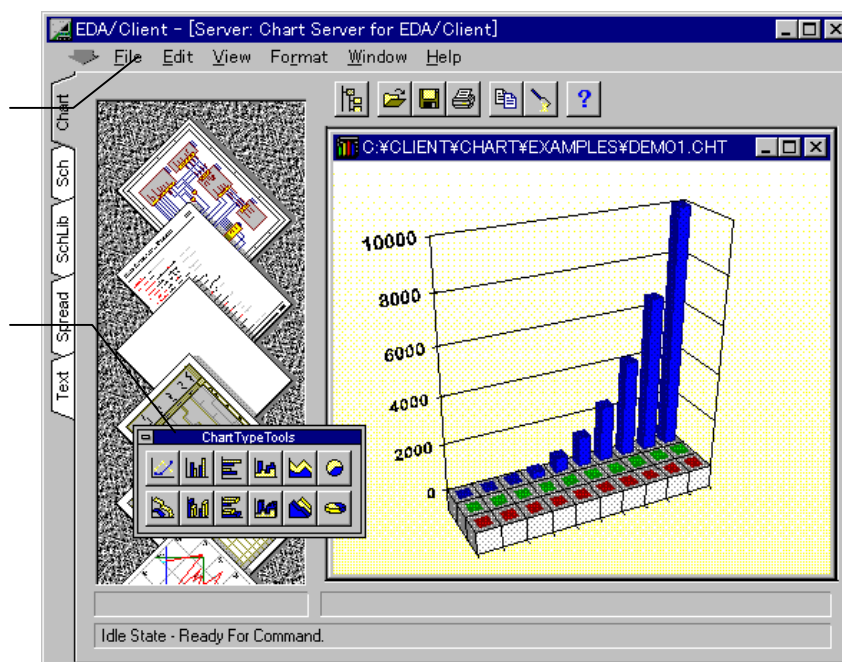 EDA/Client - [Server: Chart Server for EDA/Client]
File Edit View Format Window Help
Chart
Sch
SchLib
Spread
Text
?
C:¥CLIENT¥CHART¥EXAMPLES¥DEMO1.CHT
10000
8000
6000
4000
2000
0
ChartTypeTools
Idle State - Ready For Command.